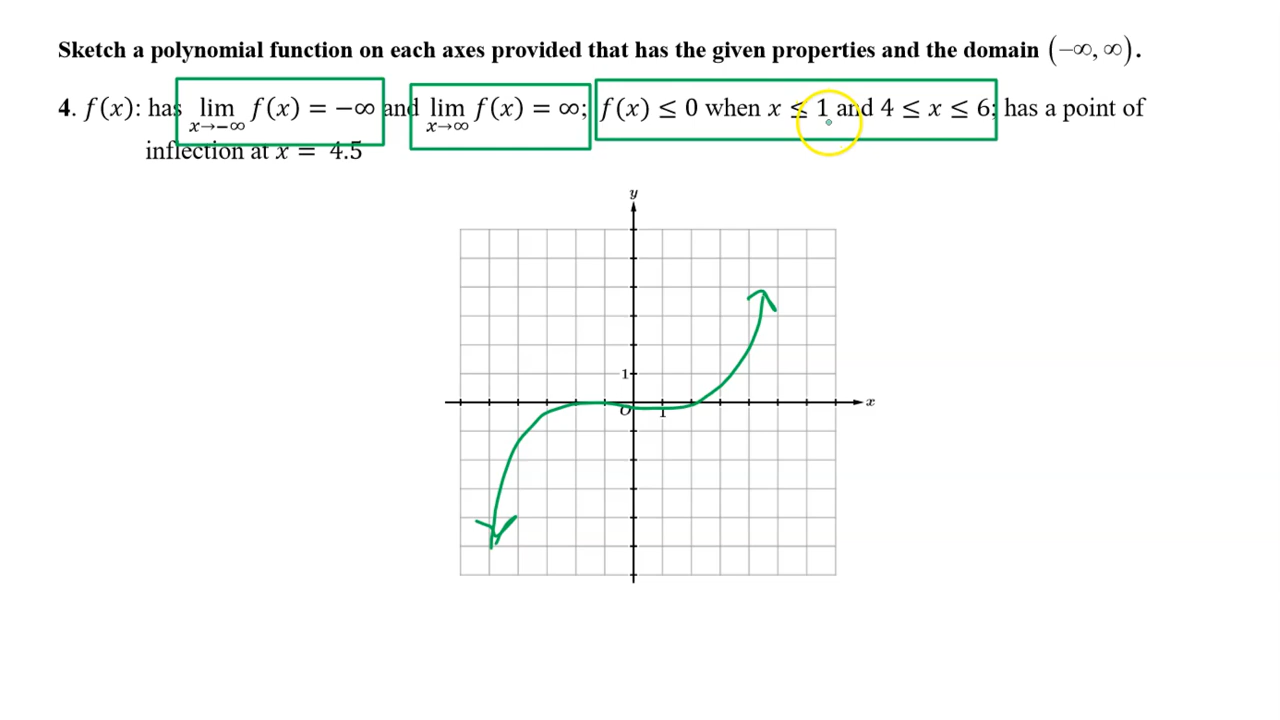 Sketch a polynomial function on each axes provided that has the given properties and the domain (−∞, ∞).
4. f(x): has lim x→−∞ f(x) = −∞ and lim x→∞ f(x) = ∞; f(x) ≤ 0 when x ≤ 1 and 4 ≤ x ≤ 6; has a point of
inflection at x = 4.5
y
1
O 1 x